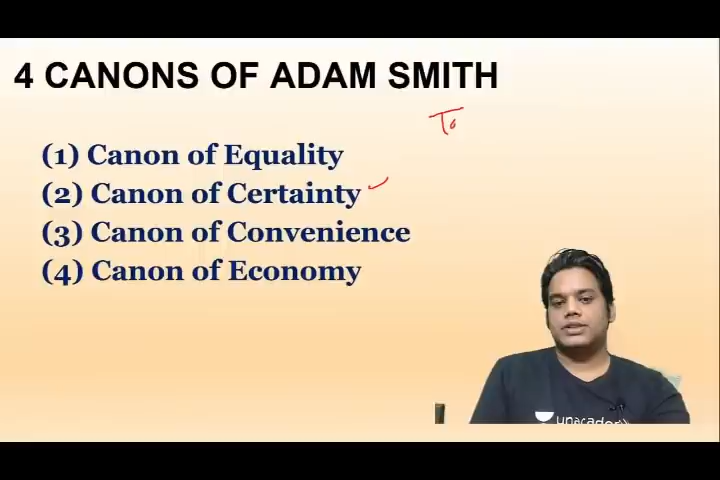 4 CANONS OF ADAM SMITH
To
(1) Canon of Equality
(2) Canon of Certainty
(3) Canon of Convenience
(4) Canon of Economy